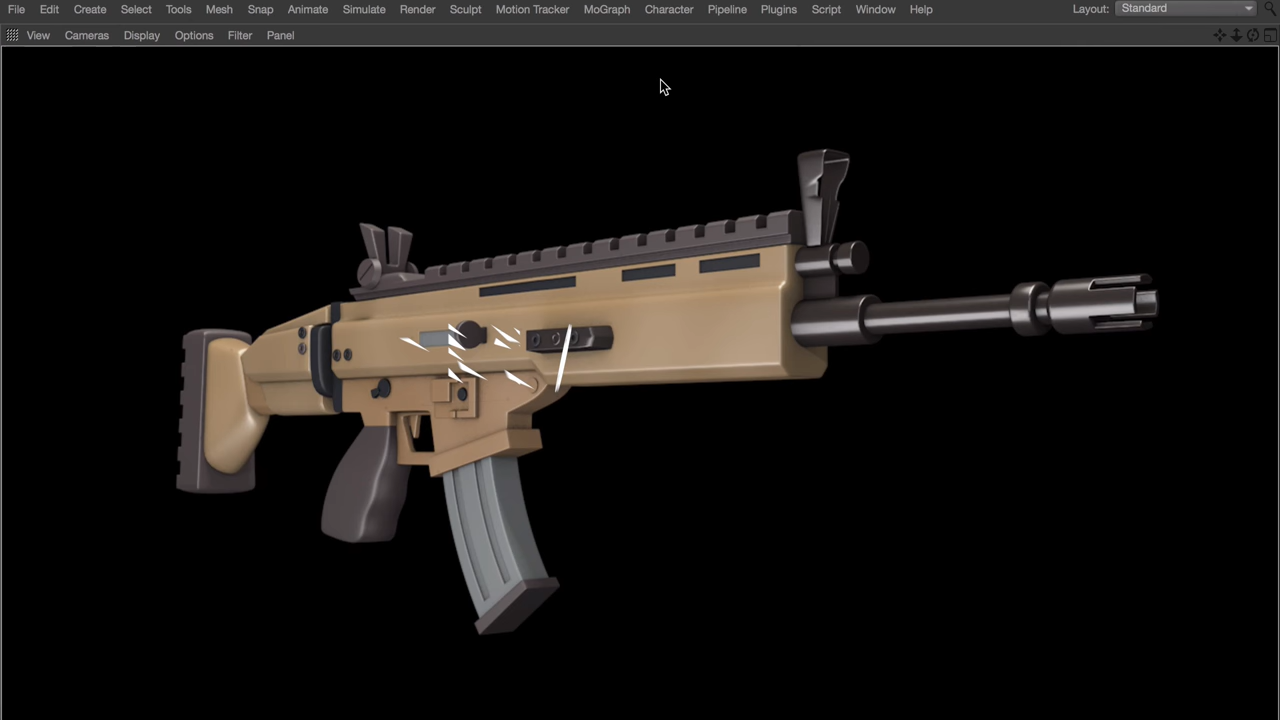 File Edit Create Select Tools Mesh Snap Animate Simulate Render Sculpt Motion Tracker MoGraph Character Pipeline Plugins Script Window Help Layout: Standard
View Cameras Display Options Filter Panel